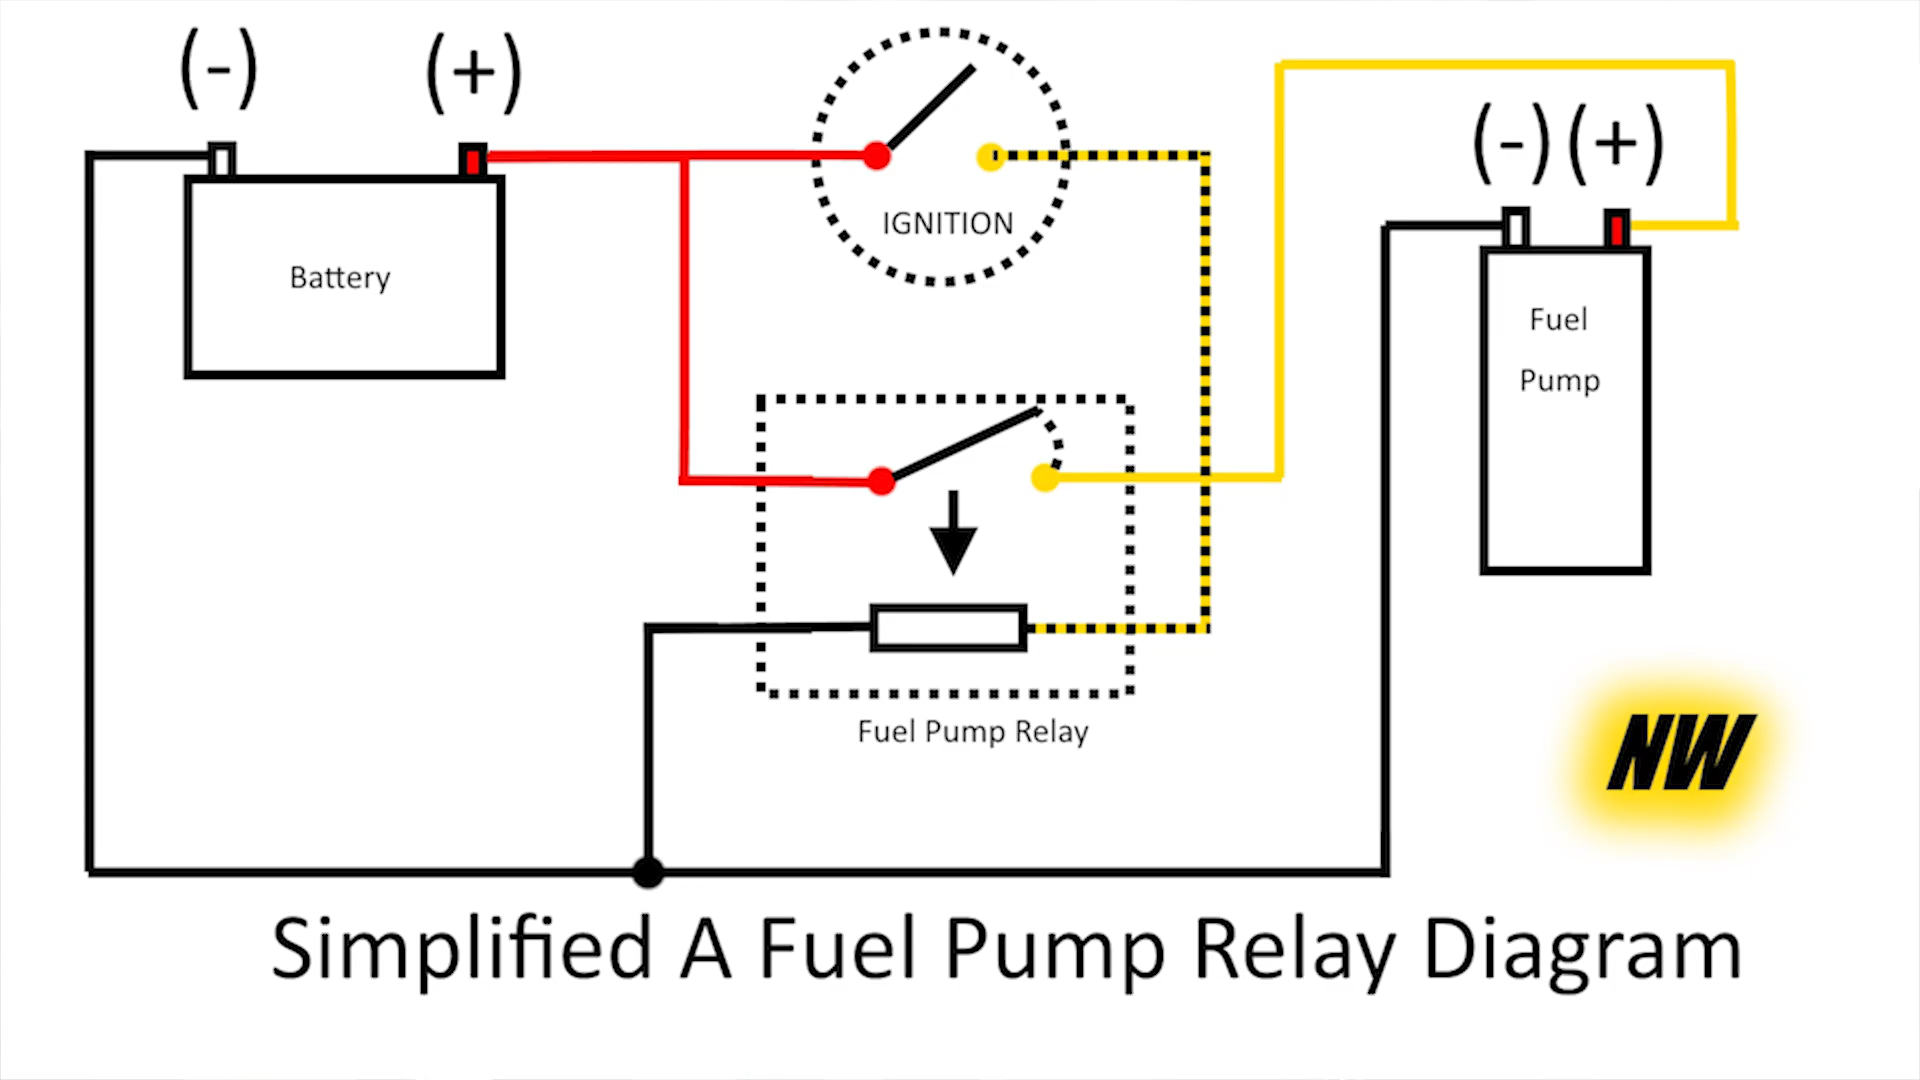 (-)
(+)
(-) (+)
IGNITION
Battery
Fuel
Pump
Fuel Pump Relay
NW
Simplified A Fuel Pump Relay Diagram